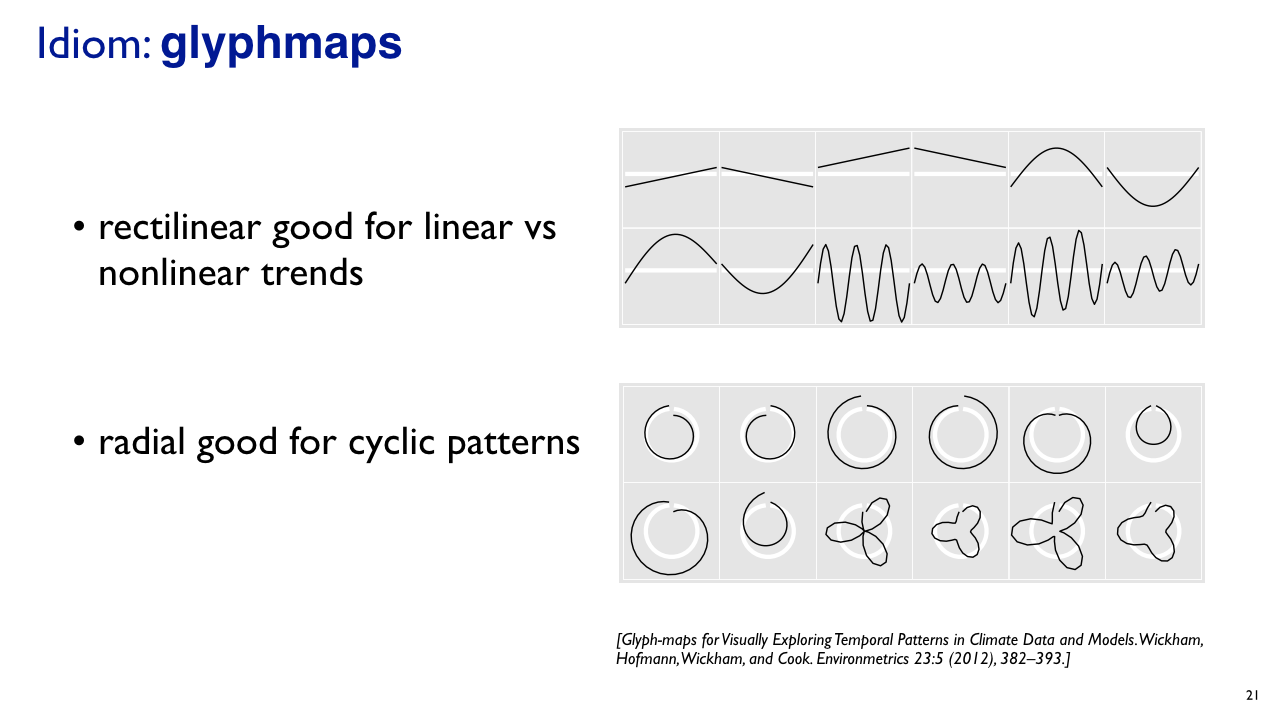 Idiom: glyphmaps
• rectilinear good for linear vs
nonlinear trends
• radial good for cyclic patterns
[Glyph-maps for Visually Exploring Temporal Patterns in Climate Data and Models. Wickham,
Hofmann, Wickham, and Cook. Environmetrics 23:5 (2012), 382–393.]
21